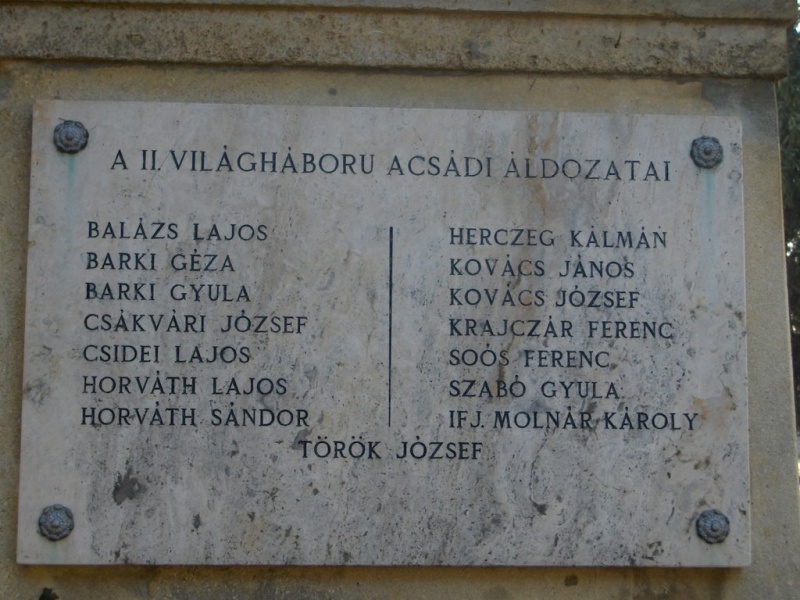 A II. VILÁGHÁBORU ACSÁDI ÁLDOZATAI
BALÁZS LAJOS
BARKI GÉZA
BARKI GYULA
CSÁKVÁRI JÓZSEF
CSIDEI LAJOS
HORVÁTH LAJOS
HORVÁTH SÁNDOR
HERCZEG KÁLMÁN
KOVÁCS JÁNOS
KOVÁCS JÓZSEF
KRAJCZÁR FERENC
SOÓS FERENC
SZABÓ GYULA
IFJ. MOLNÁR KÁROLY
TÖRÖK JÓZSEF